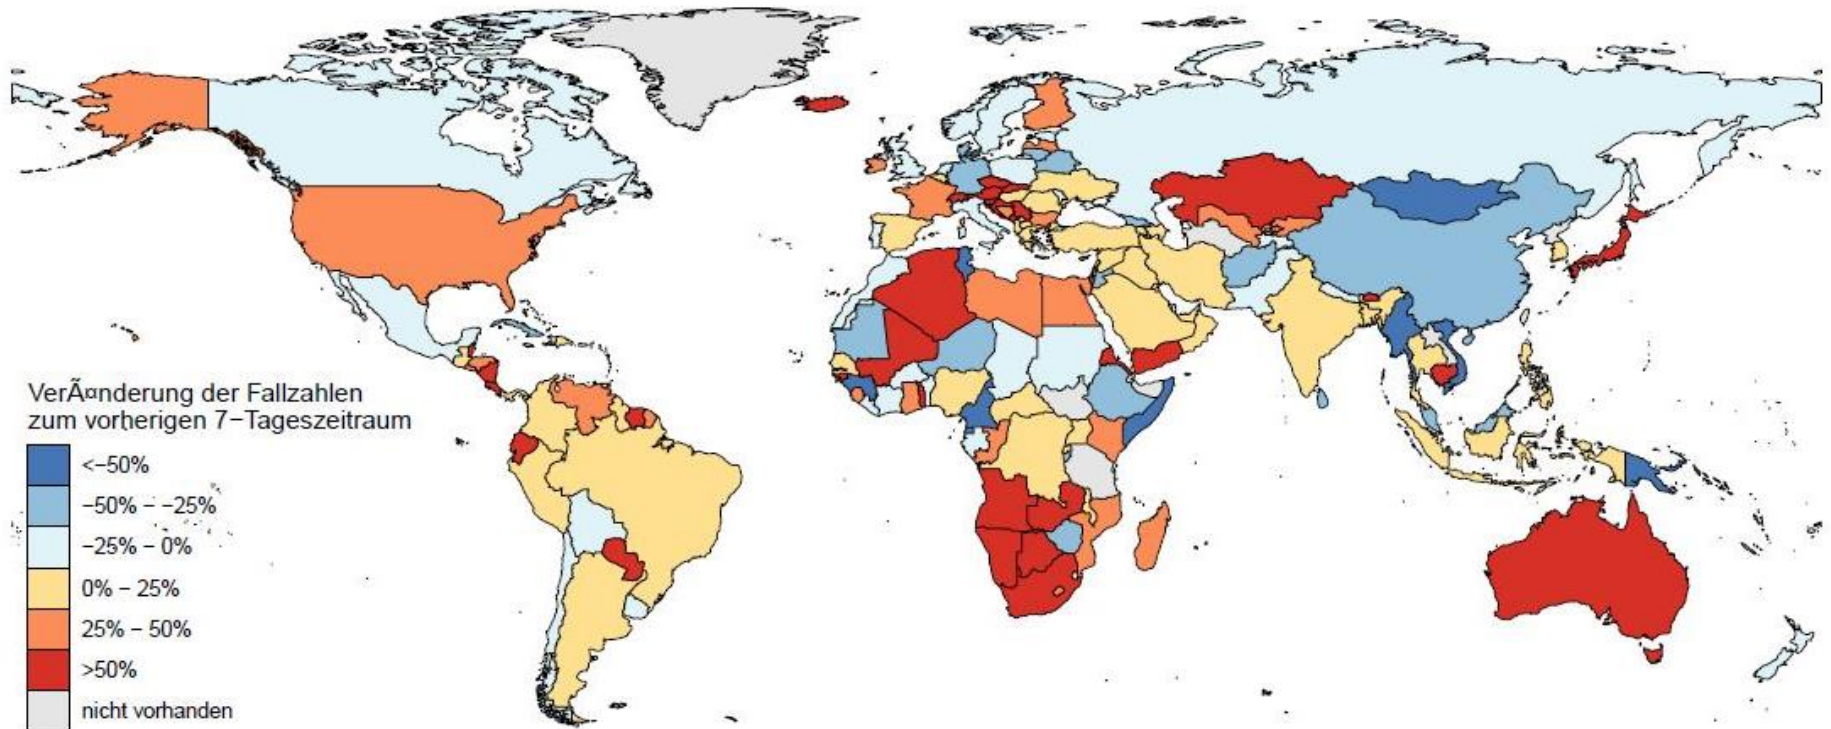 VerÃ¤nderung der Fallzahlen
zum vorherigen 7−Tageszeitraum
<−50%
−50% − −25%
−25% − 0%
0% − 25%
25% − 50%
>50%
nicht vorhanden